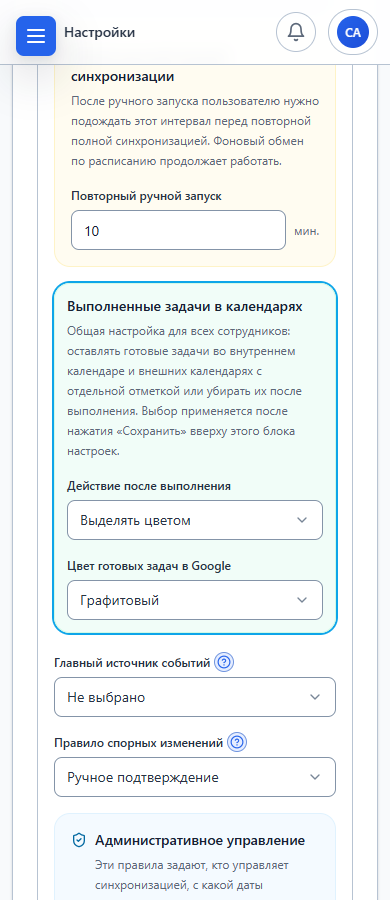 Настройки
СА
синхронизации
После ручного запуска пользователю нужно
подождать этот интервал перед повторной
полной синхронизацией. Фоновый обмен
по расписанию продолжает работать.
Повторный ручной запуск
10
мин.
Выполненные задачи в календарях
Общая настройка для всех сотрудников:
оставлять готовые задачи во внутреннем
календаре и внешних календарях с
отдельной отметкой или убирать их после
выполнения. Выбор применяется после
нажатия «Сохранить» вверху этого блока
настроек.
Действие после выполнения
Выделять цветом
Цвет готовых задач в Google
Графитовый
Главный источник событий ?
Не выбрано
Правило спорных изменений ?
Ручное подтверждение
Административное управление
Эти правила задают, кто управляет
синхронизацией, с какой даты